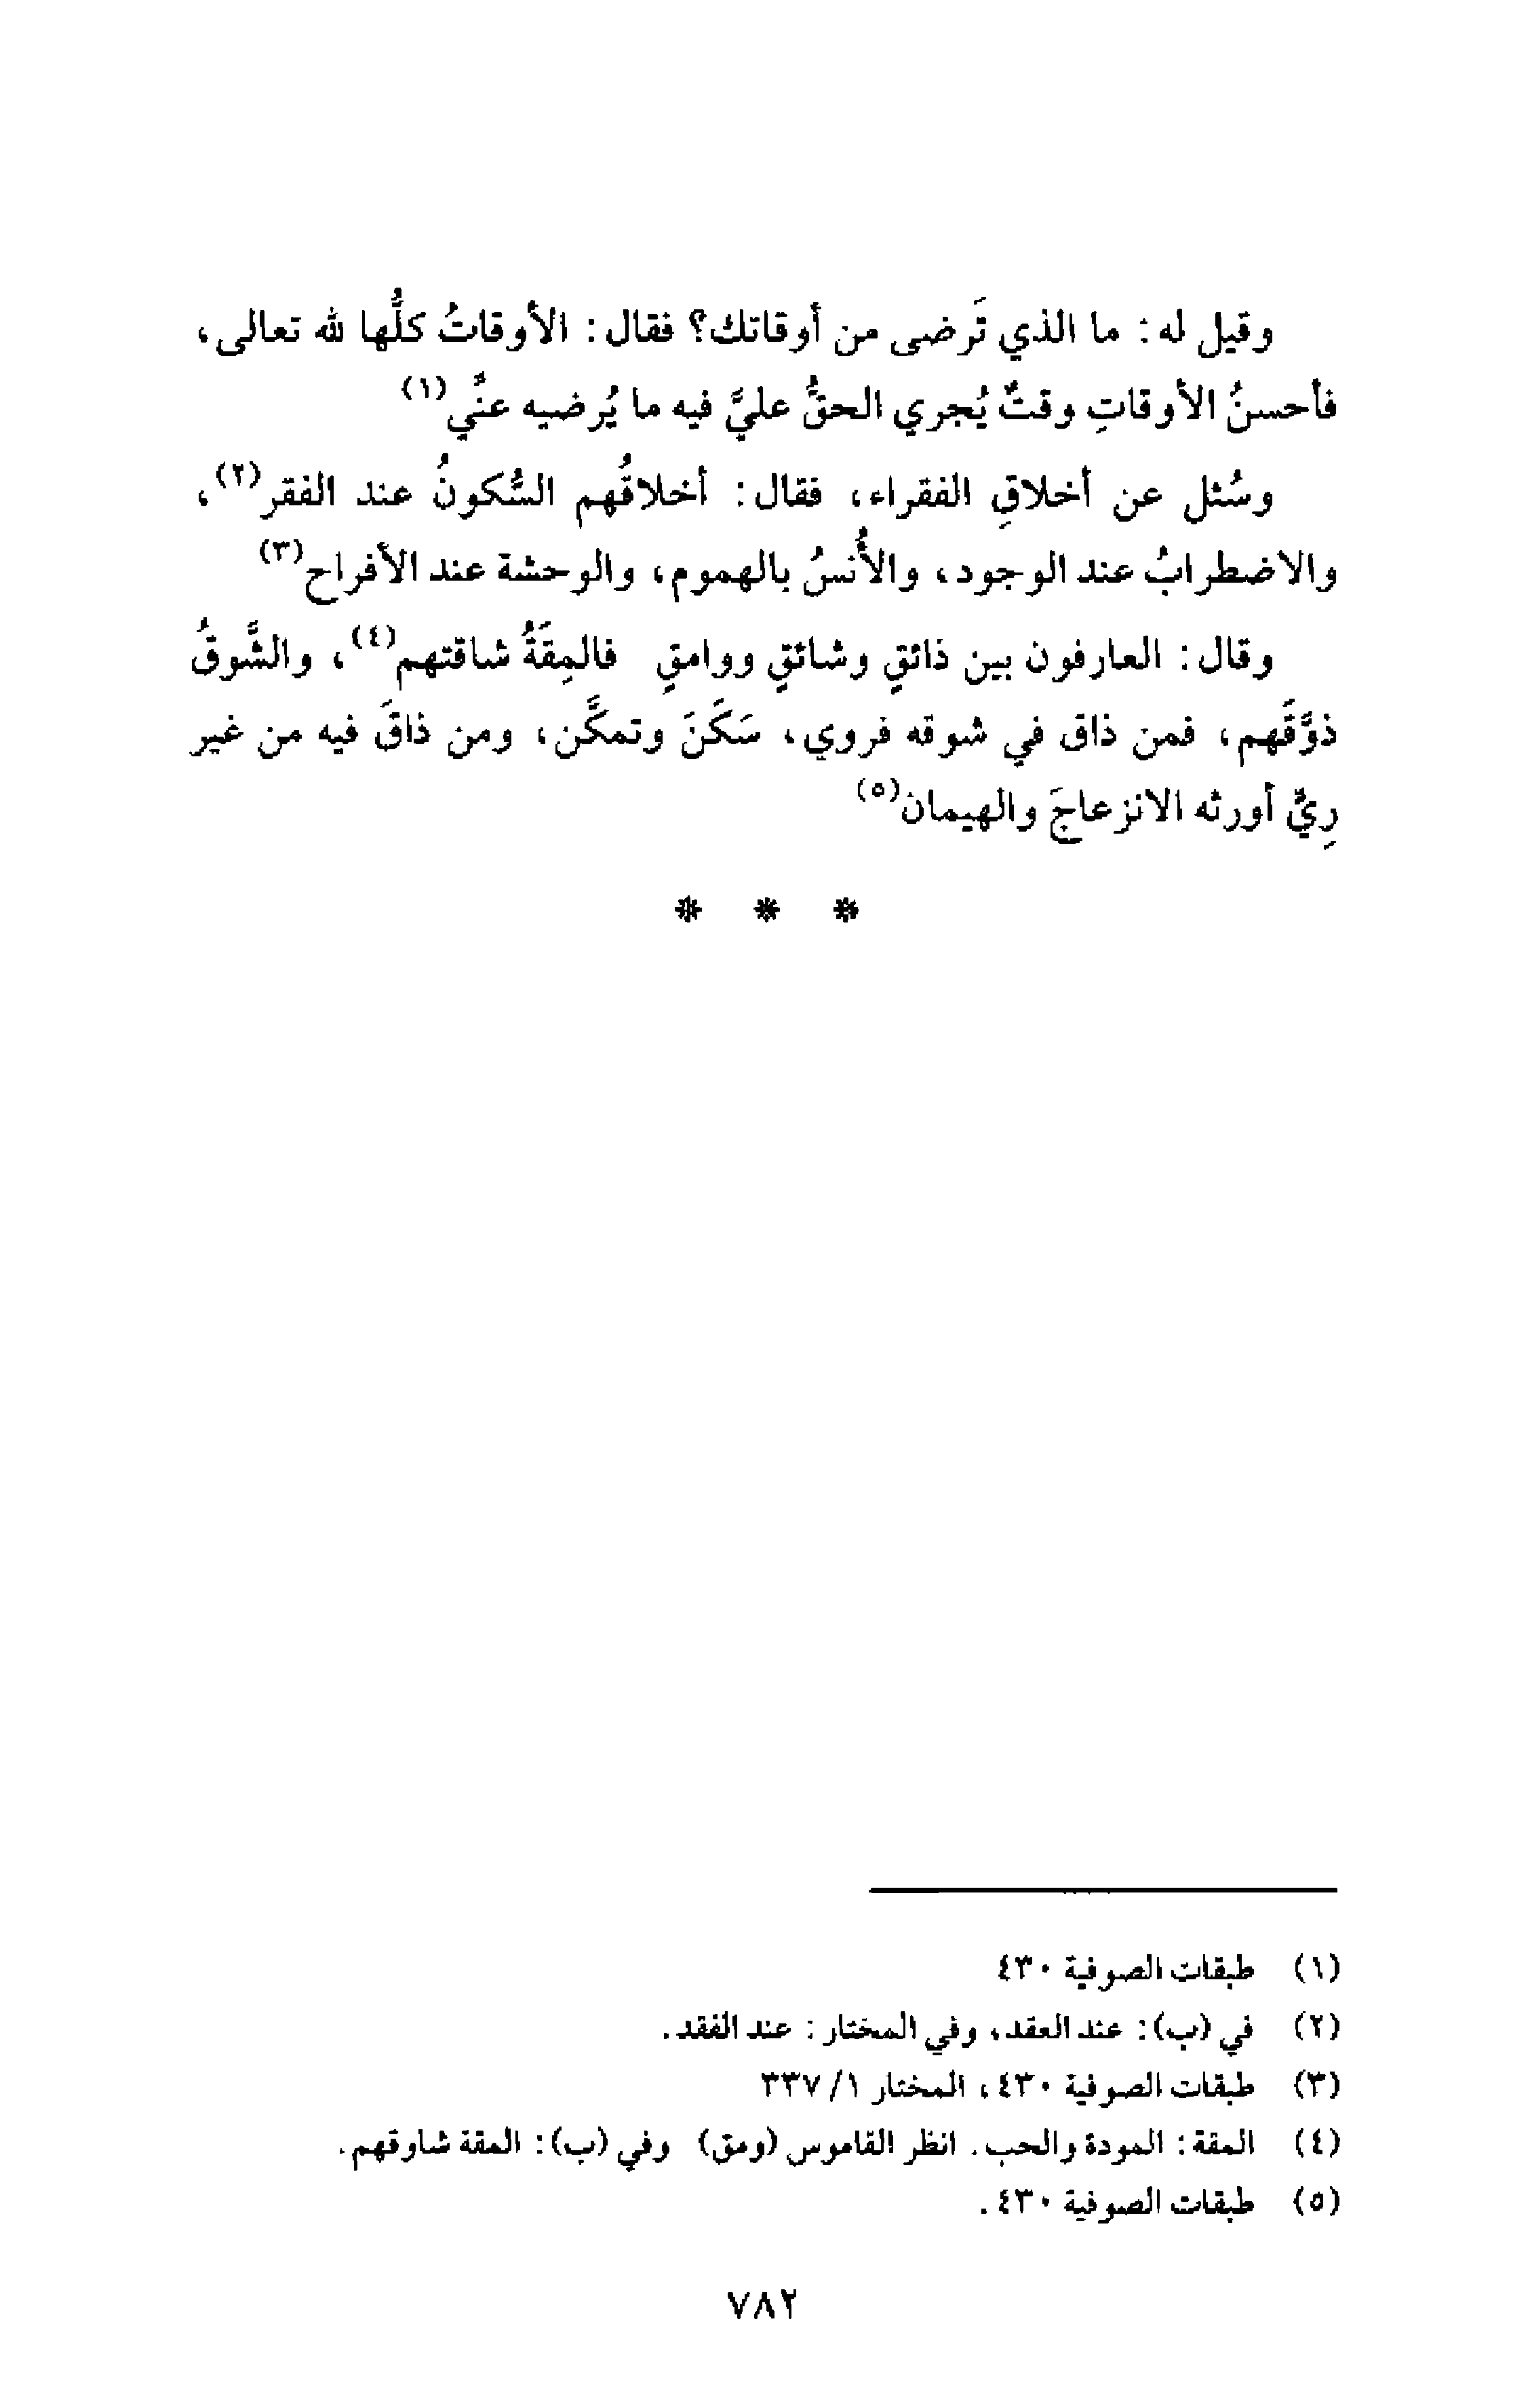 وقيل له : ما الذي تَرضى من أوقاتك؟ فقال : الأوقاتُ كلُّها لله تعالى،
فأحسنُ الأوقاتِ وقتٌ يُجري الحقُّ عليَّ فيه ما يُرضيه عنِّي(١)
وسُئل عن أخلاقِ الفقراء، فقال : أخلاقُهم السُّكونُ عند الفقر(٢)،
والاضطرابُ عند الوجود، والأُنسُ بالهموم، والوحشة عند الأفراح(٣)
وقال : العارفون بين ذائقٍ وشائقٍ ووامقٍ فالمِقَةُ شاقتهم(٤)، والشَّوقُ
ذوَّقَهم، فمن ذاق في شوقه فروي، سَكَنَ وتمكَّن، ومن ذاقَ فيه من غير
رِيٍّ أورثه الانزعاجَ والهيمان(٥)
* * *
(١) طبقات الصوفية ٤٣٠
(٢) في (ب) : عند العقد، وفي المختار : عند الفقد.
(٣) طبقات الصوفية ٤٣٠، المختار ١/ ٣٣٧
(٤) المقة : المودة والحب. انظر القاموس (ومق) وفي (ب) : المقة شاوقهم.
(٥) طبقات الصوفية ٤٣٠.
٧٨٢